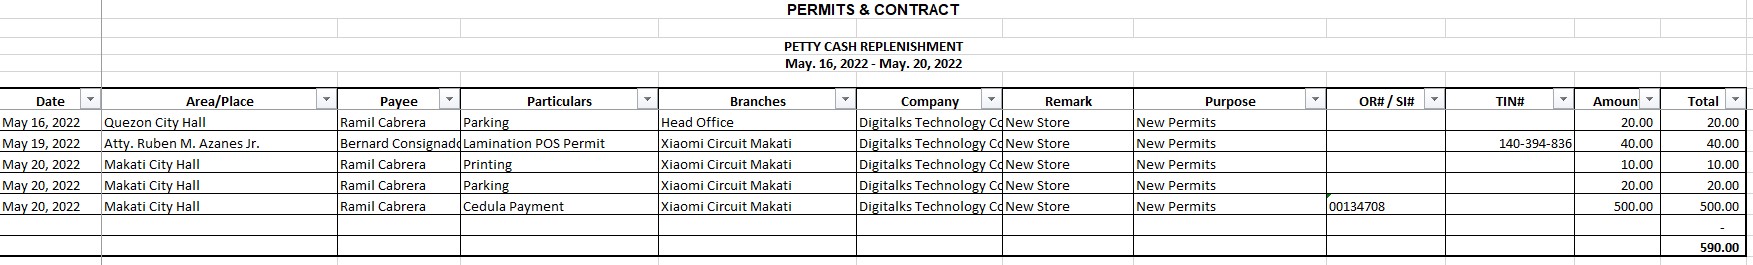 PERMITS & CONTRACT
PETTY CASH REPLENISHMENT
May. 16, 2022 - May. 20, 2022
Date Area/Place Payee Particulars Branches Company Remark Purpose OR# / SI# TIN# Amoun Total
May 16, 2022 Quezon City Hall Ramil Cabrera Parking Head Office Digitalks Technology Co New Store New Permits 20.00 20.00
May 19, 2022 Atty. Ruben M. Azanes Jr. Bernard Consignado Lamination POS Permit Xiaomi Circuit Makati Digitalks Technology Co New Store New Permits 140-394-836 40.00 40.00
May 20, 2022 Makati City Hall Ramil Cabrera Printing Xiaomi Circuit Makati Digitalks Technology Co New Store New Permits 10.00 10.00
May 20, 2022 Makati City Hall Ramil Cabrera Parking Xiaomi Circuit Makati Digitalks Technology Co New Store New Permits 20.00 20.00
May 20, 2022 Makati City Hall Ramil Cabrera Cedula Payment Xiaomi Circuit Makati Digitalks Technology Co New Store New Permits 00134708 500.00 500.00
-
590.00